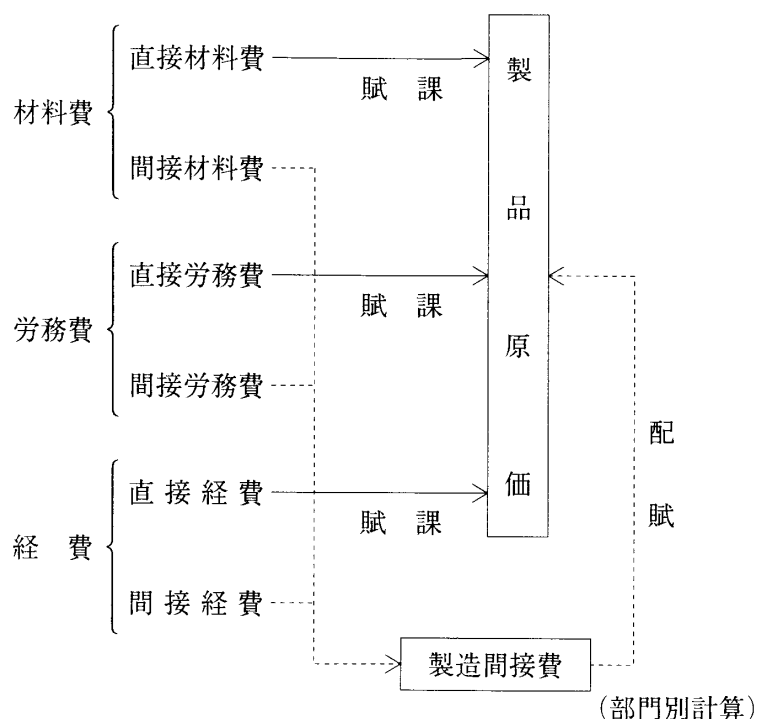 直接材料費
賦 課
材料費
間接材料費
直接労務費
賦 課
労務費
間接労務費
直接経費
賦 課
経 費
間接経費
製品原価
配賦
製造間接費
(部門別計算)